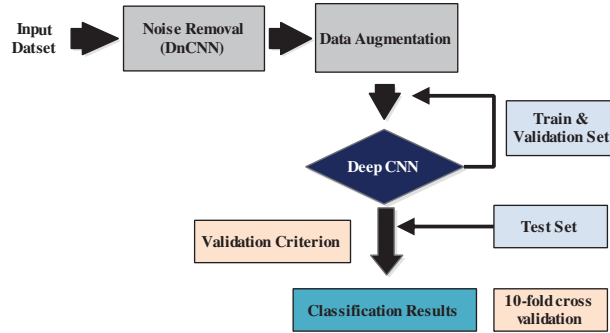 Input
Datset
Noise Removal
(DnCNN)
Data Augmentation
Train &
Validation Set
Deep CNN
Validation Criterion
Test Set
Classification Results
10-fold cross
validation